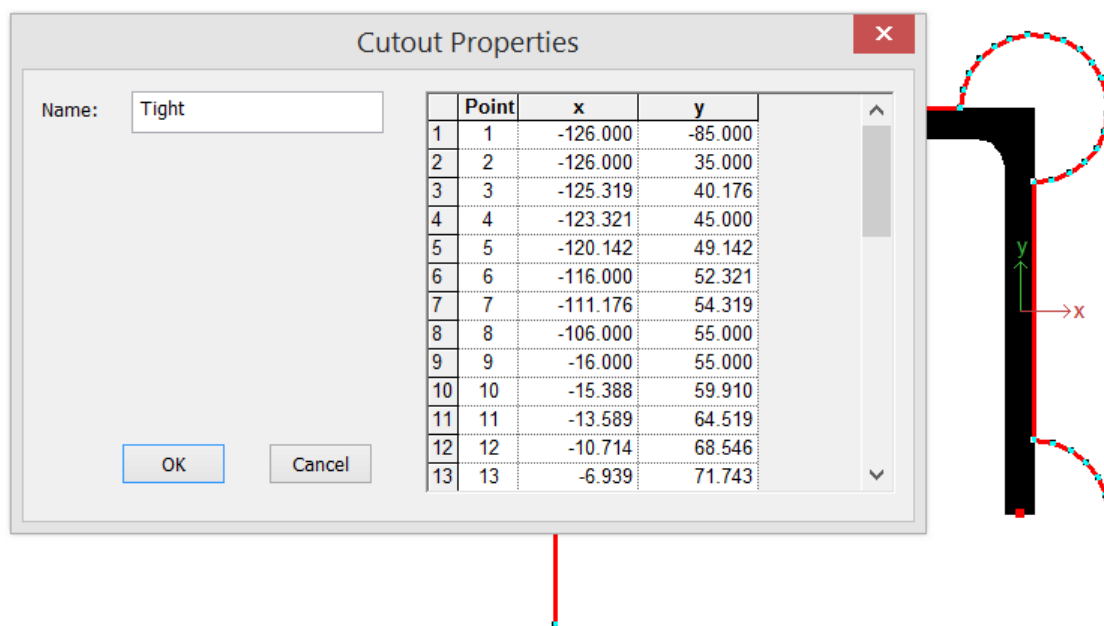 Cutout Properties
Name: Tight
Point x y
1 1 -126.000 -85.000
2 2 -126.000 35.000
3 3 -125.319 40.176
4 4 -123.321 45.000
5 5 -120.142 49.142
6 6 -116.000 52.321
7 7 -111.176 54.319
8 8 -106.000 55.000
9 9 -16.000 55.000
10 10 -15.388 59.910
11 11 -13.589 64.519
12 12 -10.714 68.546
13 13 -6.939 71.743
OK Cancel
y
x